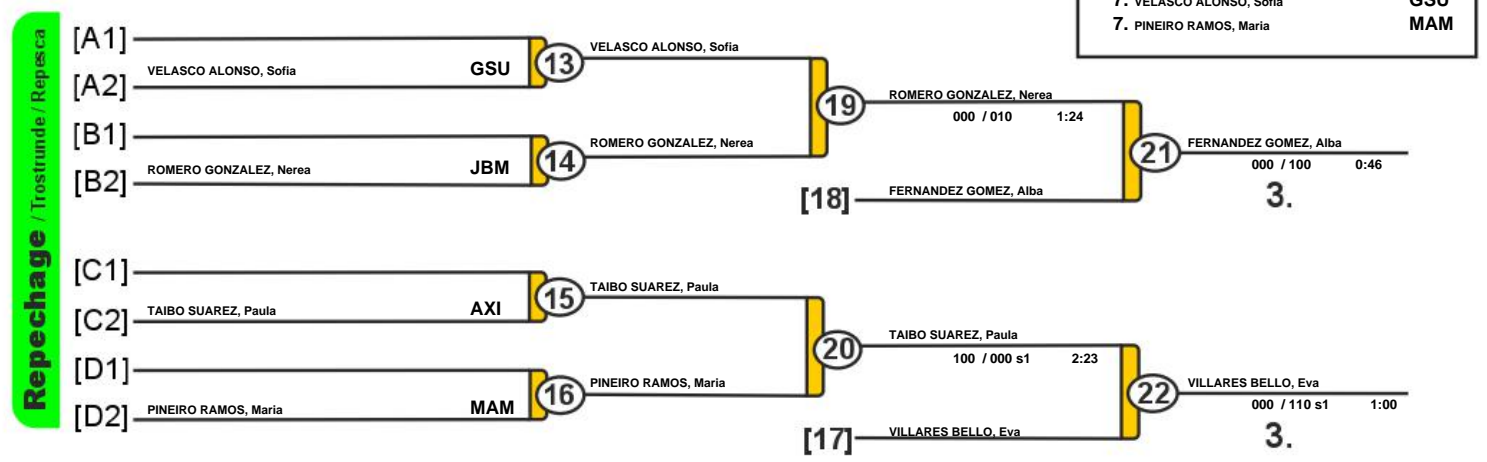 7. VELASCO ALONSO, Sofia GSU
7. PINEIRO RAMOS, Maria MAM
Repechage / Trostrunde / Repesca
[A1]
VELASCO ALONSO, Sofia GSU
[A2]
13
VELASCO ALONSO, Sofia
[B1]
ROMERO GONZALEZ, Nerea JBM
[B2]
14
ROMERO GONZALEZ, Nerea
19
ROMERO GONZALEZ, Nerea
000 / 010 1:24
[18]
FERNANDEZ GOMEZ, Alba
21
FERNANDEZ GOMEZ, Alba
000 / 100 0:46
3.
[C1]
TAIBO SUAREZ, Paula AXI
[C2]
15
TAIBO SUAREZ, Paula
[D1]
PINEIRO RAMOS, Maria MAM
[D2]
16
PINEIRO RAMOS, Maria
20
TAIBO SUAREZ, Paula
100 / 000 s1 2:23
[17]
VILLARES BELLO, Eva
22
VILLARES BELLO, Eva
000 / 110 s1 1:00
3.